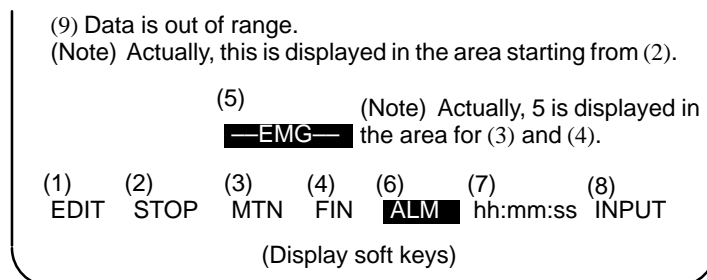 (9) Data is out of range.
(Note) Actually, this is displayed in the area starting from (2).
(5)
(Note) Actually, 5 is displayed in
––EMG–– the area for (3) and (4).
(1) (2) (3) (4) (6) (7) (8)
EDIT STOP MTN FIN ALM hh:mm:ss INPUT
(Display soft keys)